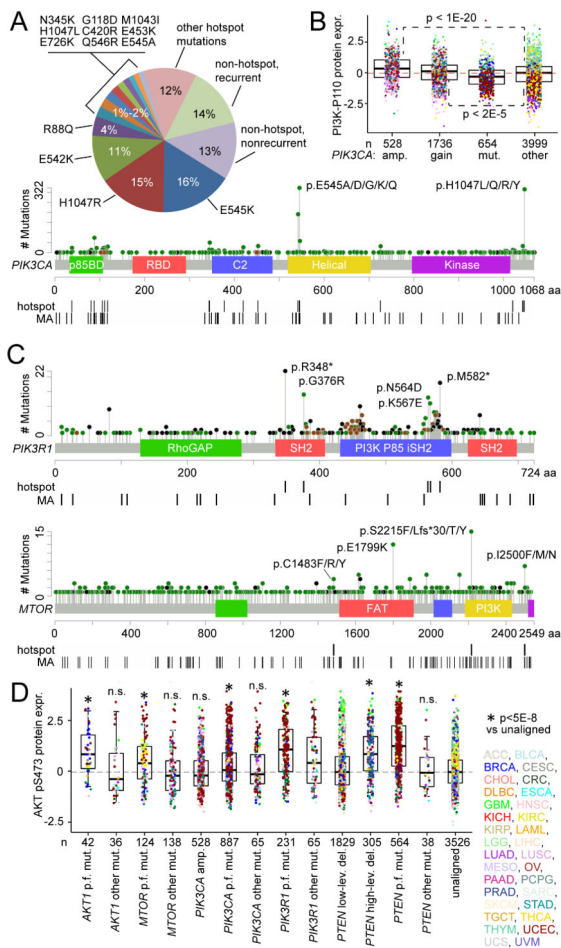 A
N345K G118D M1043I
H1047L C420R E453K
E726K Q546R E545A
other hotspot
mutations
non-hotspot,
recurrent
non-hotspot,
nonrecurrent
R88Q
E542K
H1047R
E545K
12%
14%
13%
16%
15%
11%
4%
1%-2%
B
PI3K-P110 protein expr.
2.5
0
-2.5
p < 1E-20
p < 2E-5
n 528 1736 654 3999
PIK3CA: amp. gain mut. other
# Mutations
322
0
p.E545A/D/G/K/Q
p.H1047L/Q/R/Y
PIK3CA
p85BD RBD C2 Helical Kinase
0 200 400 600 800 1000 1068 aa
hotspot
MA
C
# Mutations
22
0
p.R348*
p.G376R
p.N564D
p.K567E
p.M582*
PIK3R1
RhoGAP SH2 PI3K P85 iSH2 SH2
0 200 400 600 724 aa
hotspot
MA
# Mutations
15
0
p.S2215F/Lfs*30/T/Y
p.E1799K
p.C1483F/R/Y
p.I2500F/M/N
MTOR
FAT PI3K
0 400 800 1200 1600 2000 2400 2549 aa
hotspot
MA
D
AKT pS473 protein expr.
2.5
0
-2.5
* n.s. * n.s. n.s. * n.s. * * * n.s.
* p<5E-8
vs unaligned
n 42 36 124 138 528 887 65 231 65 1829 305 564 38 3526
AKT1 p.f. mut.
AKT1 other mut.
MTOR p.f. mut.
MTOR other mut.
PIK3CA amp.
PIK3CA p.f. mut.
PIK3CA other mut.
PIK3R1 p.f. mut.
PIK3R1 other mut.
PTEN low-lev. del.
PTEN high-lev. del.
PTEN p.f. mut.
PTEN other mut.
unaligned
ACC, BLCA,
BRCA, CESC,
CHOL, CRC,
DLBC, ESCA,
GBM, HNSC,
KICH, KIRC,
KIRP, LAML,
LGG, LIHC,
LUAD, LUSC,
MESO, OV,
PAAD, PCPG,
PRAD, SARC,
SKCM, STAD,
TGCT, THCA,
THYM, UCEC,
UCS, UVM